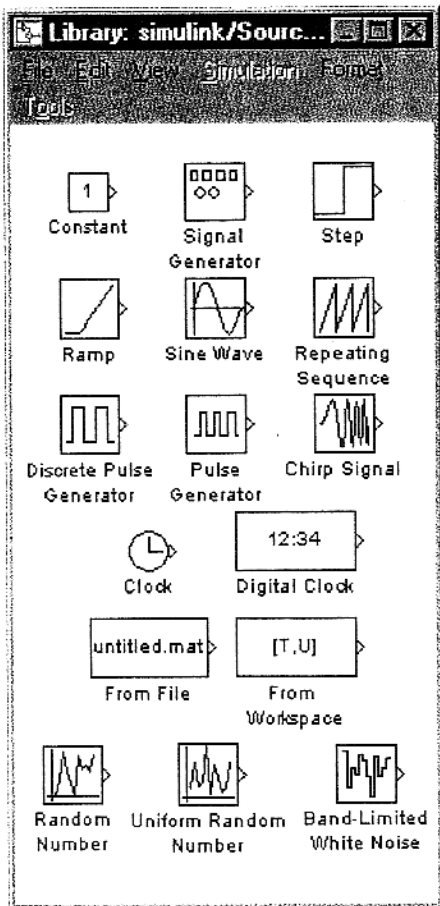 Library: simulink/Sourc...
File Edit View Simulation Format
Tools
1
Constant
Signal
Generator
Step
Ramp
Sine Wave
Repeating
Sequence
Discrete Pulse
Generator
Pulse
Generator
Chirp Signal
Clock
12:34
Digital Clock
untitled.mat
From File
[T,U]
From
Workspace
Random
Number
Uniform Random
Number
Band-Limited
White Noise